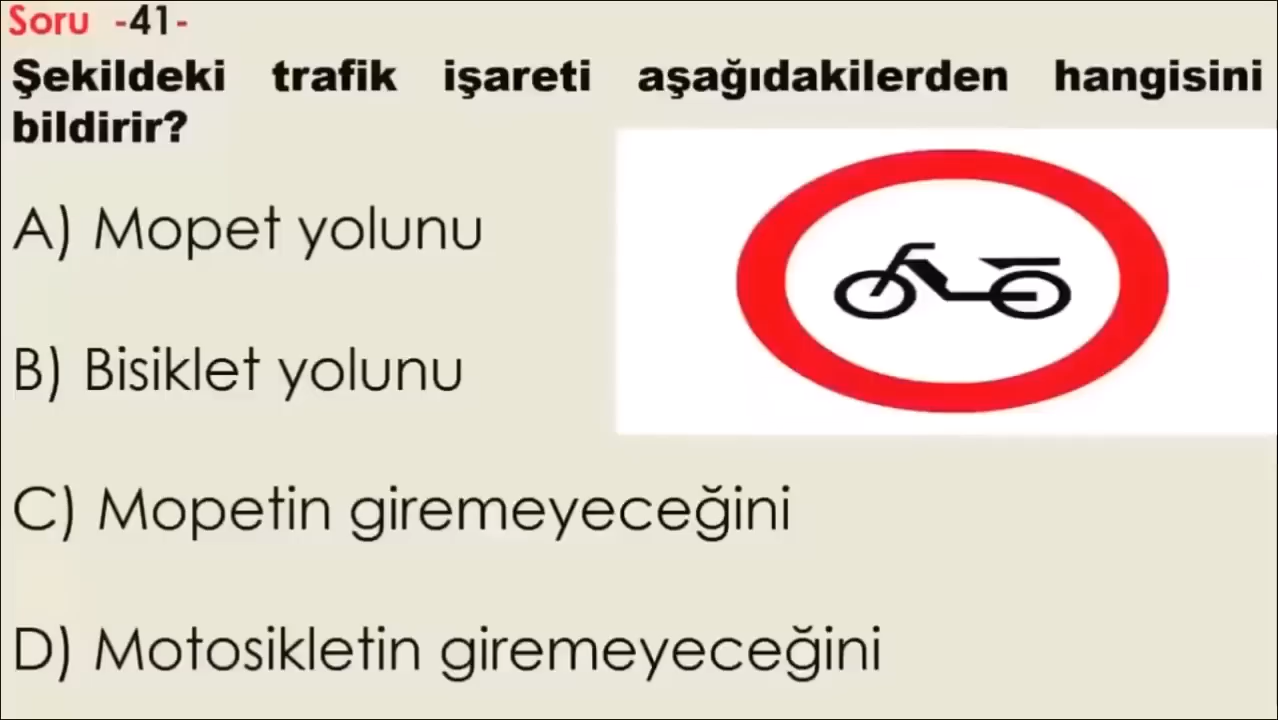 Soru -41-
Şekildeki trafik işareti aşağıdakilerden hangisini
bildirir?
A) Mopet yolunu
B) Bisiklet yolunu
C) Mopetin giremeyeceğini
D) Motosikletin giremeyeceğini